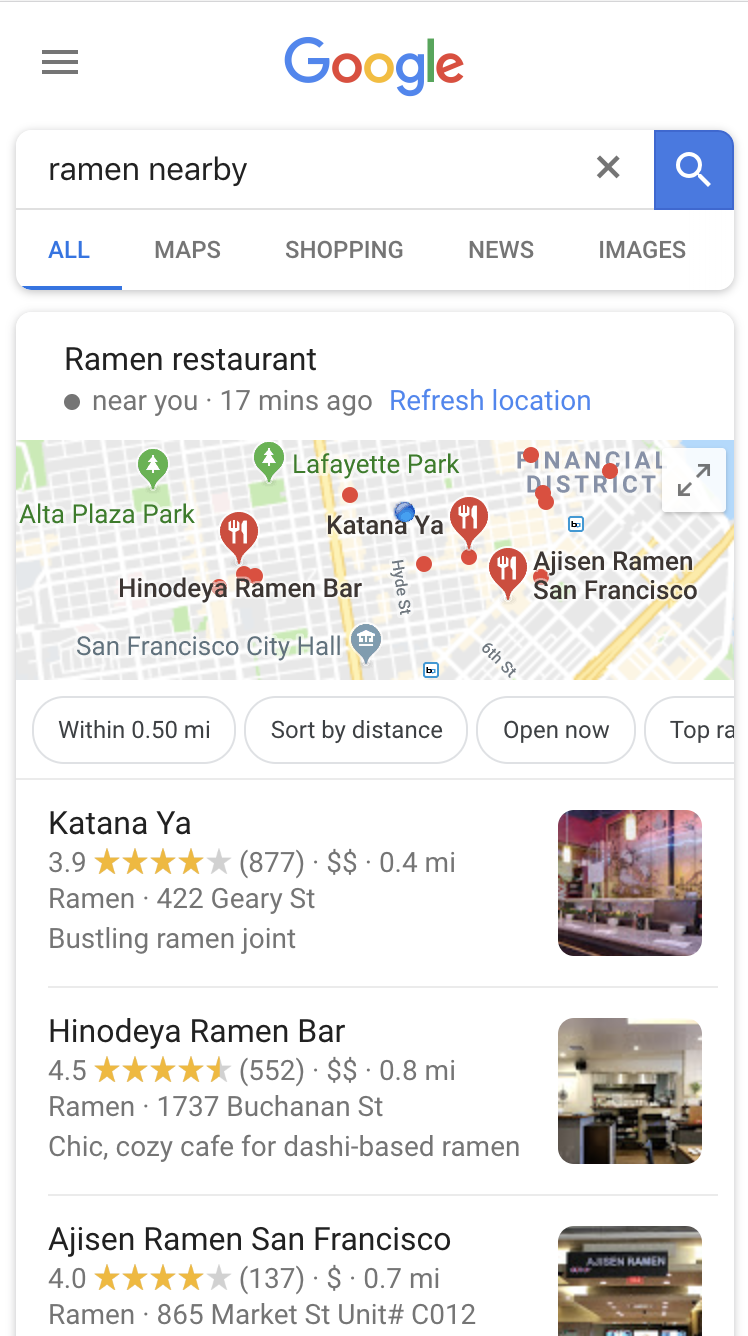 Google
ramen nearby
ALL MAPS SHOPPING NEWS IMAGES
Ramen restaurant
near you · 17 mins ago Refresh location
Lafayette Park
FINANCIAL
DISTRICT
Alta Plaza Park
Katana Ya
Ajisen Ramen
San Francisco
Hinodeya Ramen Bar
Hyde St
San Francisco City Hall
6th St
Within 0.50 mi Sort by distance Open now Top ra
Katana Ya
3.9 (877) · $$ · 0.4 mi
Ramen · 422 Geary St
Bustling ramen joint
Hinodeya Ramen Bar
4.5 (552) · $$ · 0.8 mi
Ramen · 1737 Buchanan St
Chic, cozy cafe for dashi-based ramen
Ajisen Ramen San Francisco
4.0 (137) · $ · 0.7 mi
AJISEN RAMEN
Ramen · 865 Market St Unit# C012